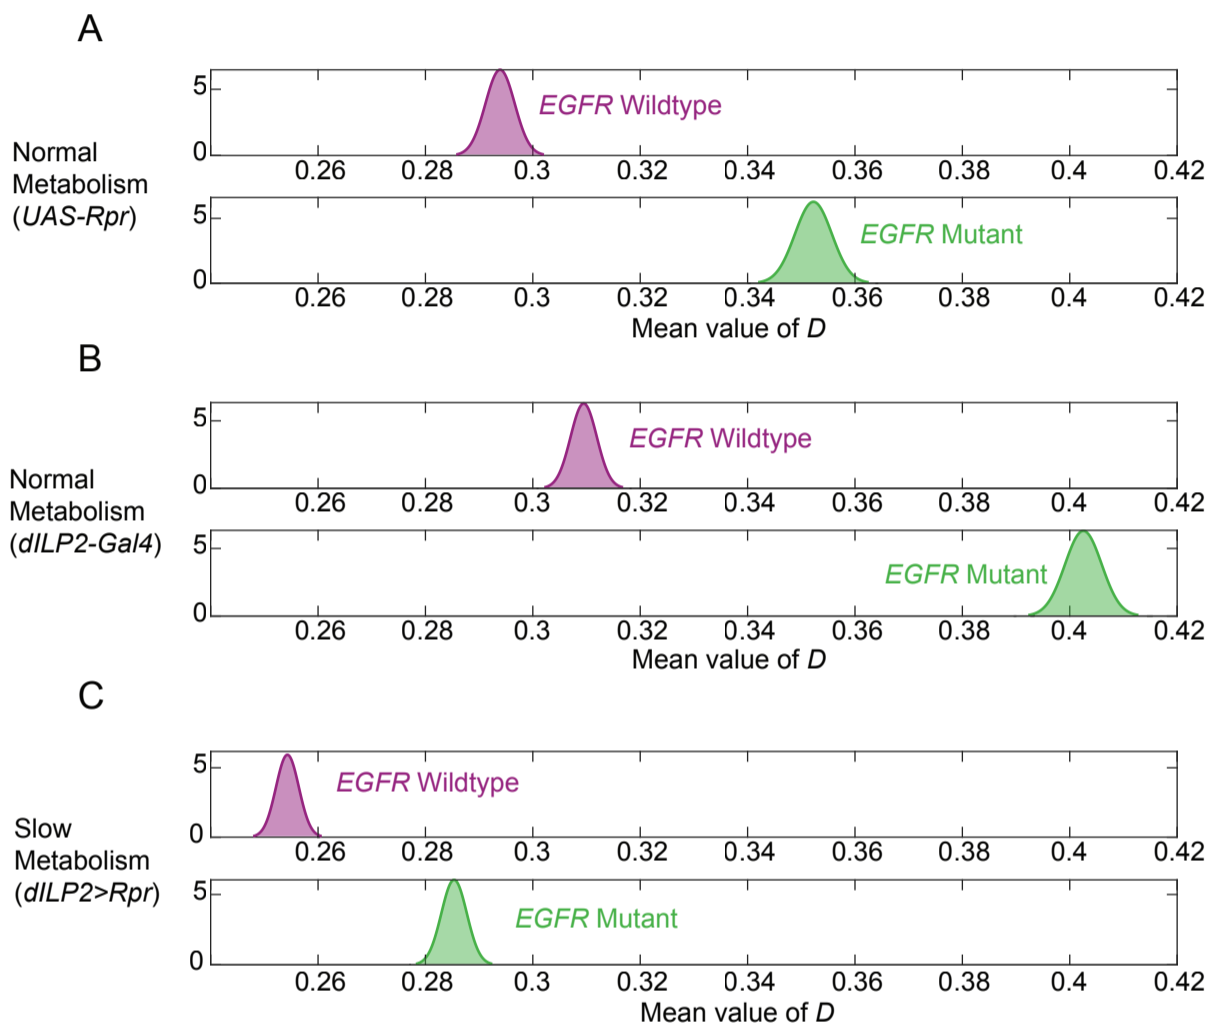 A
Normal
Metabolism
(UAS-Rpr)
5
0
EGFR Wildtype
0.26 0.28 0.3 0.32 0.34 0.36 0.38 0.4 0.42
5
0
EGFR Mutant
0.26 0.28 0.3 0.32 0.34 0.36 0.38 0.4 0.42
Mean value of D
B
Normal
Metabolism
(dILP2-Gal4)
5
0
EGFR Wildtype
0.26 0.28 0.3 0.32 0.34 0.36 0.38 0.4 0.42
5
0
EGFR Mutant
0.26 0.28 0.3 0.32 0.34 0.36 0.38 0.4 0.42
Mean value of D
C
Slow
Metabolism
(dILP2>Rpr)
5
0
EGFR Wildtype
0.26 0.28 0.3 0.32 0.34 0.36 0.38 0.4 0.42
5
0
EGFR Mutant
0.26 0.28 0.3 0.32 0.34 0.36 0.38 0.4 0.42
Mean value of D